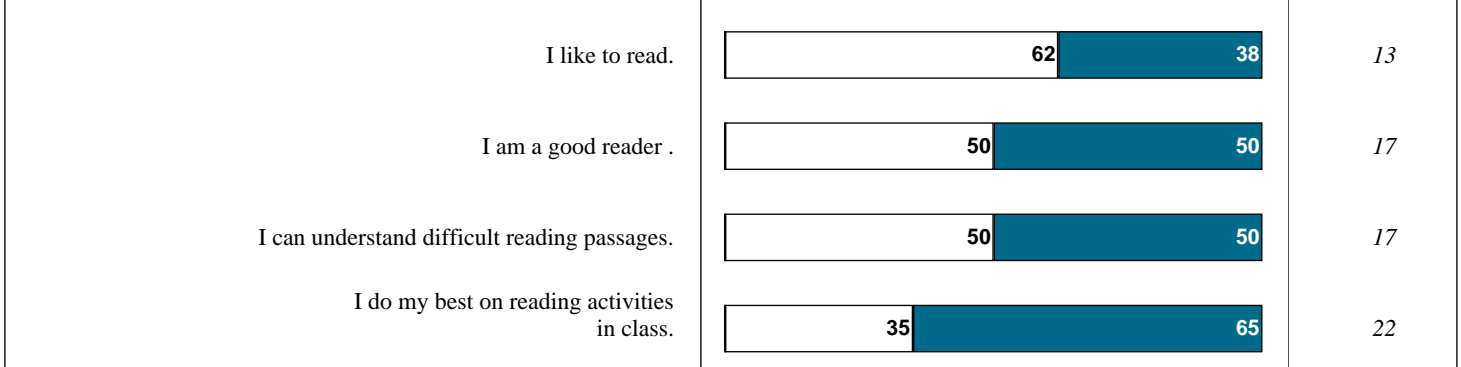 I like to read. 62 38 13
I am a good reader . 50 50 17
I can understand difficult reading passages. 50 50 17
I do my best on reading activities
in class. 35 65 22